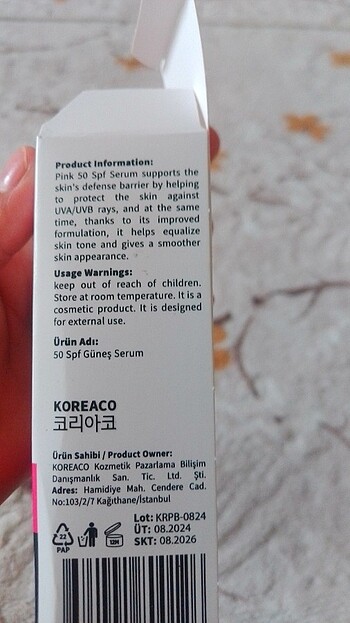 Product Information:
Pink 50 Spf Serum supports the
skin's defense barrier by helping
to protect the skin against
UVA/UVB rays, and at the same
time, thanks to its improved
formulation, it helps equalize
skin tone and gives a smoother
skin appearance.
Usage Warnings:
keep out of reach of children.
Store at room temperature. It is a
cosmetic product. It is designed
for external use.
Ürün Adı:
50 Spf Güneş Serum
KOREACO
코리아코
Ürün Sahibi / Product Owner:
KOREACO Kozmetik Pazarlama Bilişim
Danışmanlık San. Tic. Ltd. Şti.
Adres: Hamidiye Mah. Cendere Cad.
No:103/2/7 Kağıthane/İstanbul
Lot: KRPB-0824
ÜT: 08.2024
SKT: 08.2026
22
PAP
12M